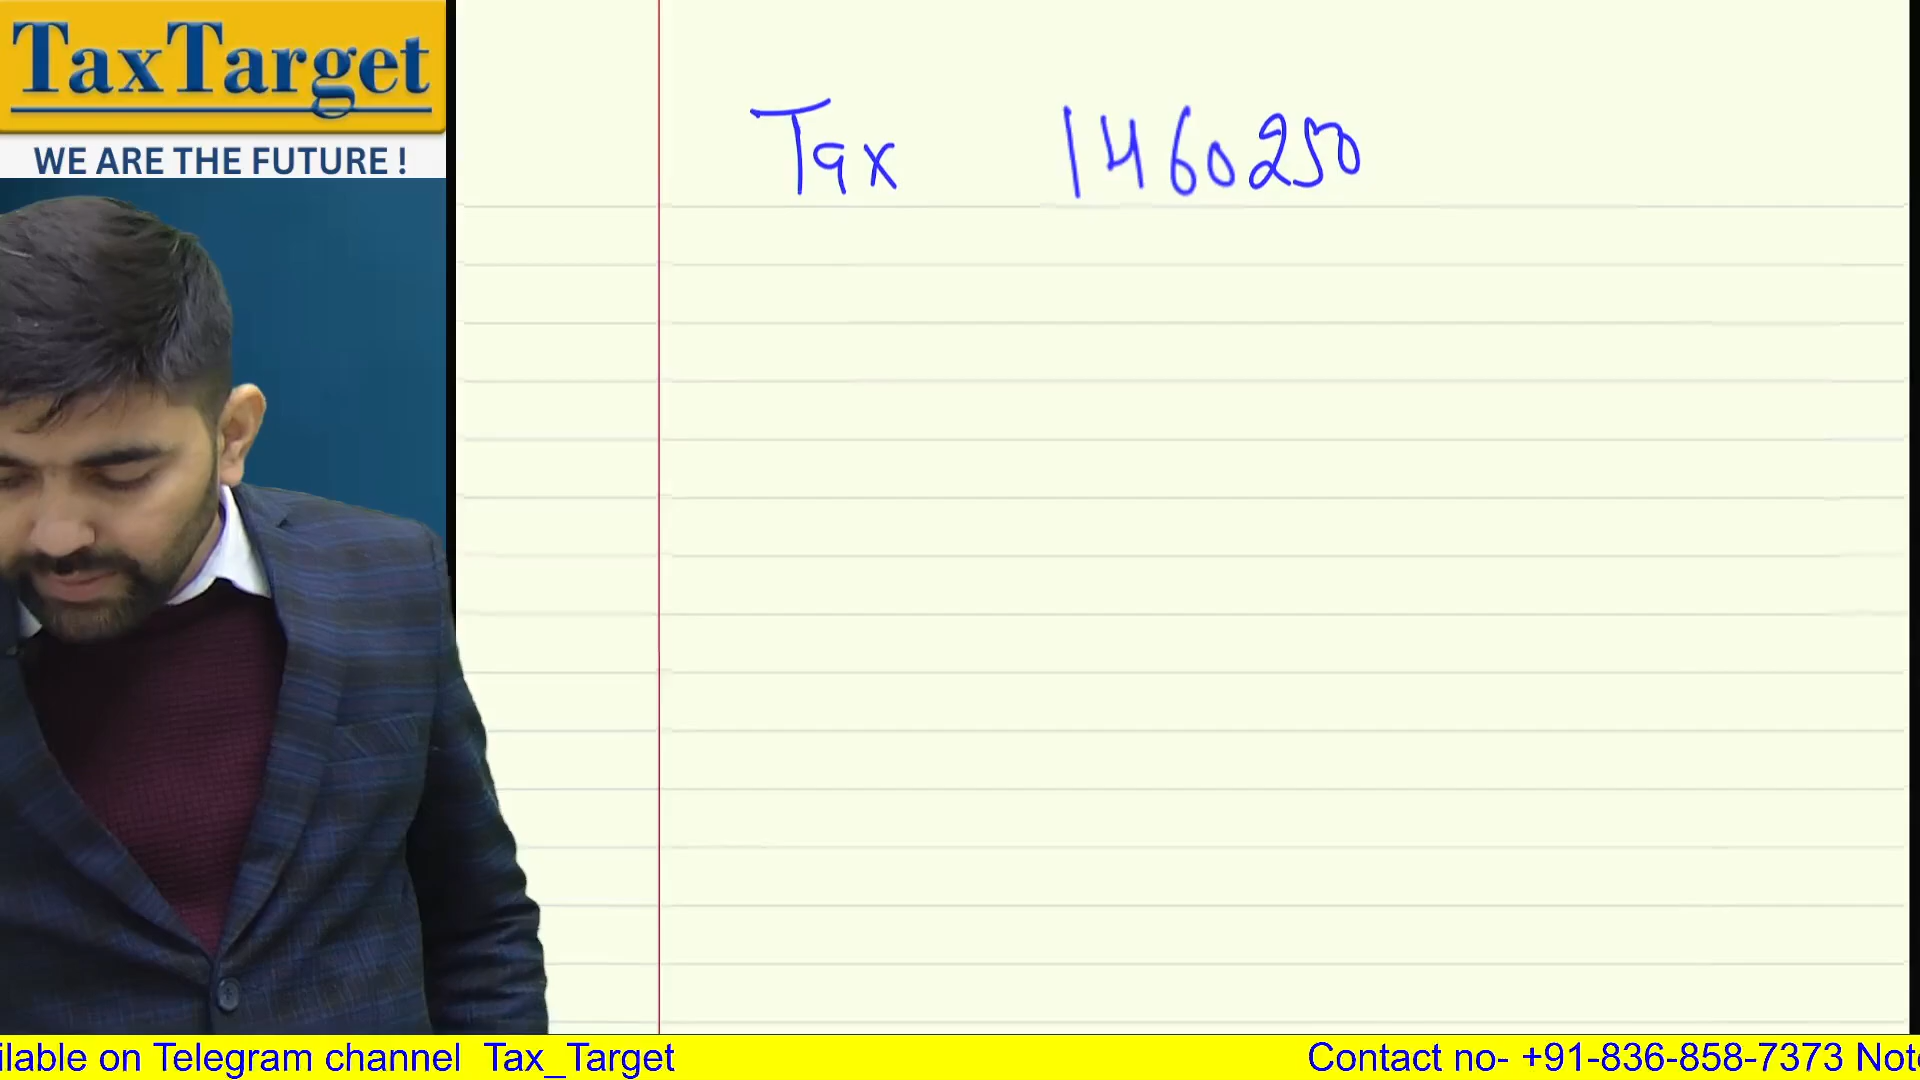 TaxTarget
WE ARE THE FUTURE !
Tax 1460250
ilable on Telegram channel Tax_Target
Contact no- +91-836-858-7373 Not